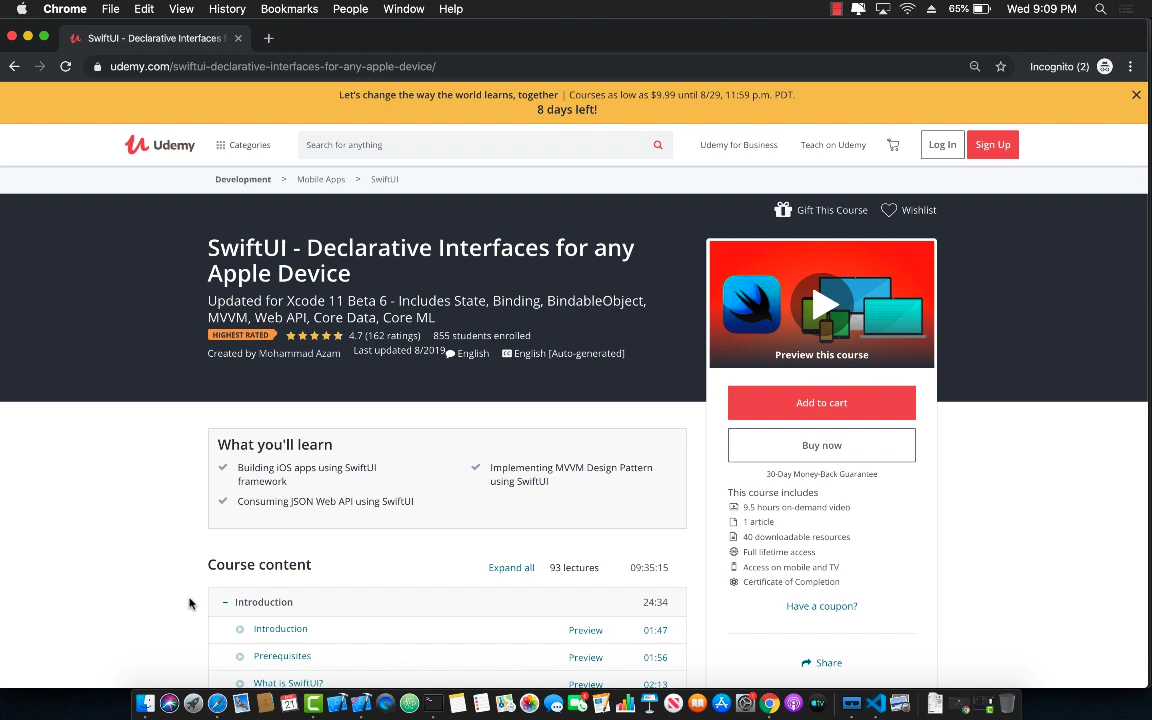 Chrome File Edit View History Bookmarks People Window Help 65% Wed 9:09 PM
SwiftUI - Declarative Interfaces f
udemy.com/swiftui-declarative-interfaces-for-any-apple-device/ Incognito (2)
Let's change the way the world learns, together | Courses as low as $9.99 until 8/29, 11:59 p.m. PDT.
8 days left!
Udemy Categories Search for anything Udemy for Business Teach on Udemy Log In Sign Up
Development > Mobile Apps > SwiftUI
Gift This Course Wishlist
SwiftUI - Declarative Interfaces for any
Apple Device
Updated for Xcode 11 Beta 6 - Includes State, Binding, BindableObject,
MVVM, Web API, Core Data, Core ML
HIGHEST RATED 4.7 (162 ratings) 855 students enrolled
Created by Mohammad Azam Last updated 8/2019 English CC English [Auto-generated]
Preview this course
Add to cart
Buy now
30-Day Money-Back Guarantee
This course includes
9.5 hours on-demand video
1 article
40 downloadable resources
Full lifetime access
Access on mobile and TV
Certificate of Completion
Have a coupon?
Share
What you'll learn
Building iOS apps using SwiftUI
framework
Implementing MVVM Design Pattern
using SwiftUI
Consuming JSON Web API using SwiftUI
Course content Expand all 93 lectures 09:35:15
− Introduction 24:34
Introduction Preview 01:47
Prerequisites Preview 01:56
What is SwiftUI? Preview 02:13